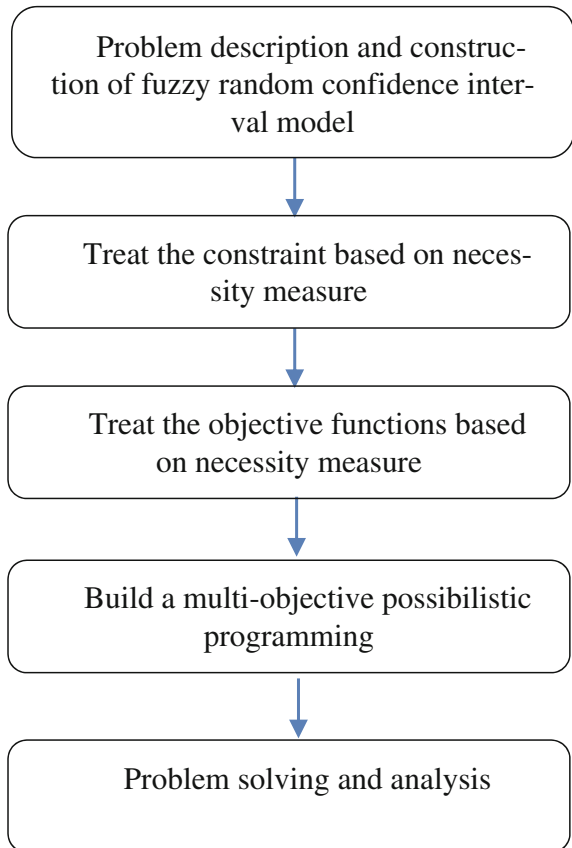 Problem description and construc-
tion of fuzzy random confidence inter-
val model
Treat the constraint based on neces-
sity measure
Treat the objective functions based
on necessity measure
Build a multi-objective possibilistic
programming
Problem solving and analysis